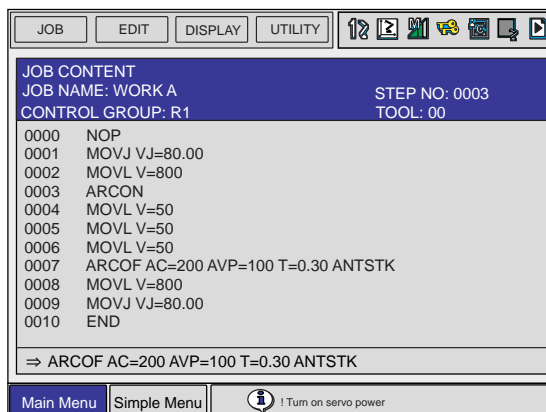 JOB EDIT DISPLAY UTILITY
JOB CONTENT
JOB NAME: WORK A STEP NO: 0003
CONTROL GROUP: R1 TOOL: 00
0000 NOP
0001 MOVJ VJ=80.00
0002 MOVL V=800
0003 ARCON
0004 MOVL V=50
0005 MOVL V=50
0006 MOVL V=50
0007 ARCOF AC=200 AVP=100 T=0.30 ANTSTK
0008 MOVL V=800
0009 MOVJ VJ=80.00
0010 END
⇒ ARCOF AC=200 AVP=100 T=0.30 ANTSTK
Main Menu Simple Menu ! Turn on servo power